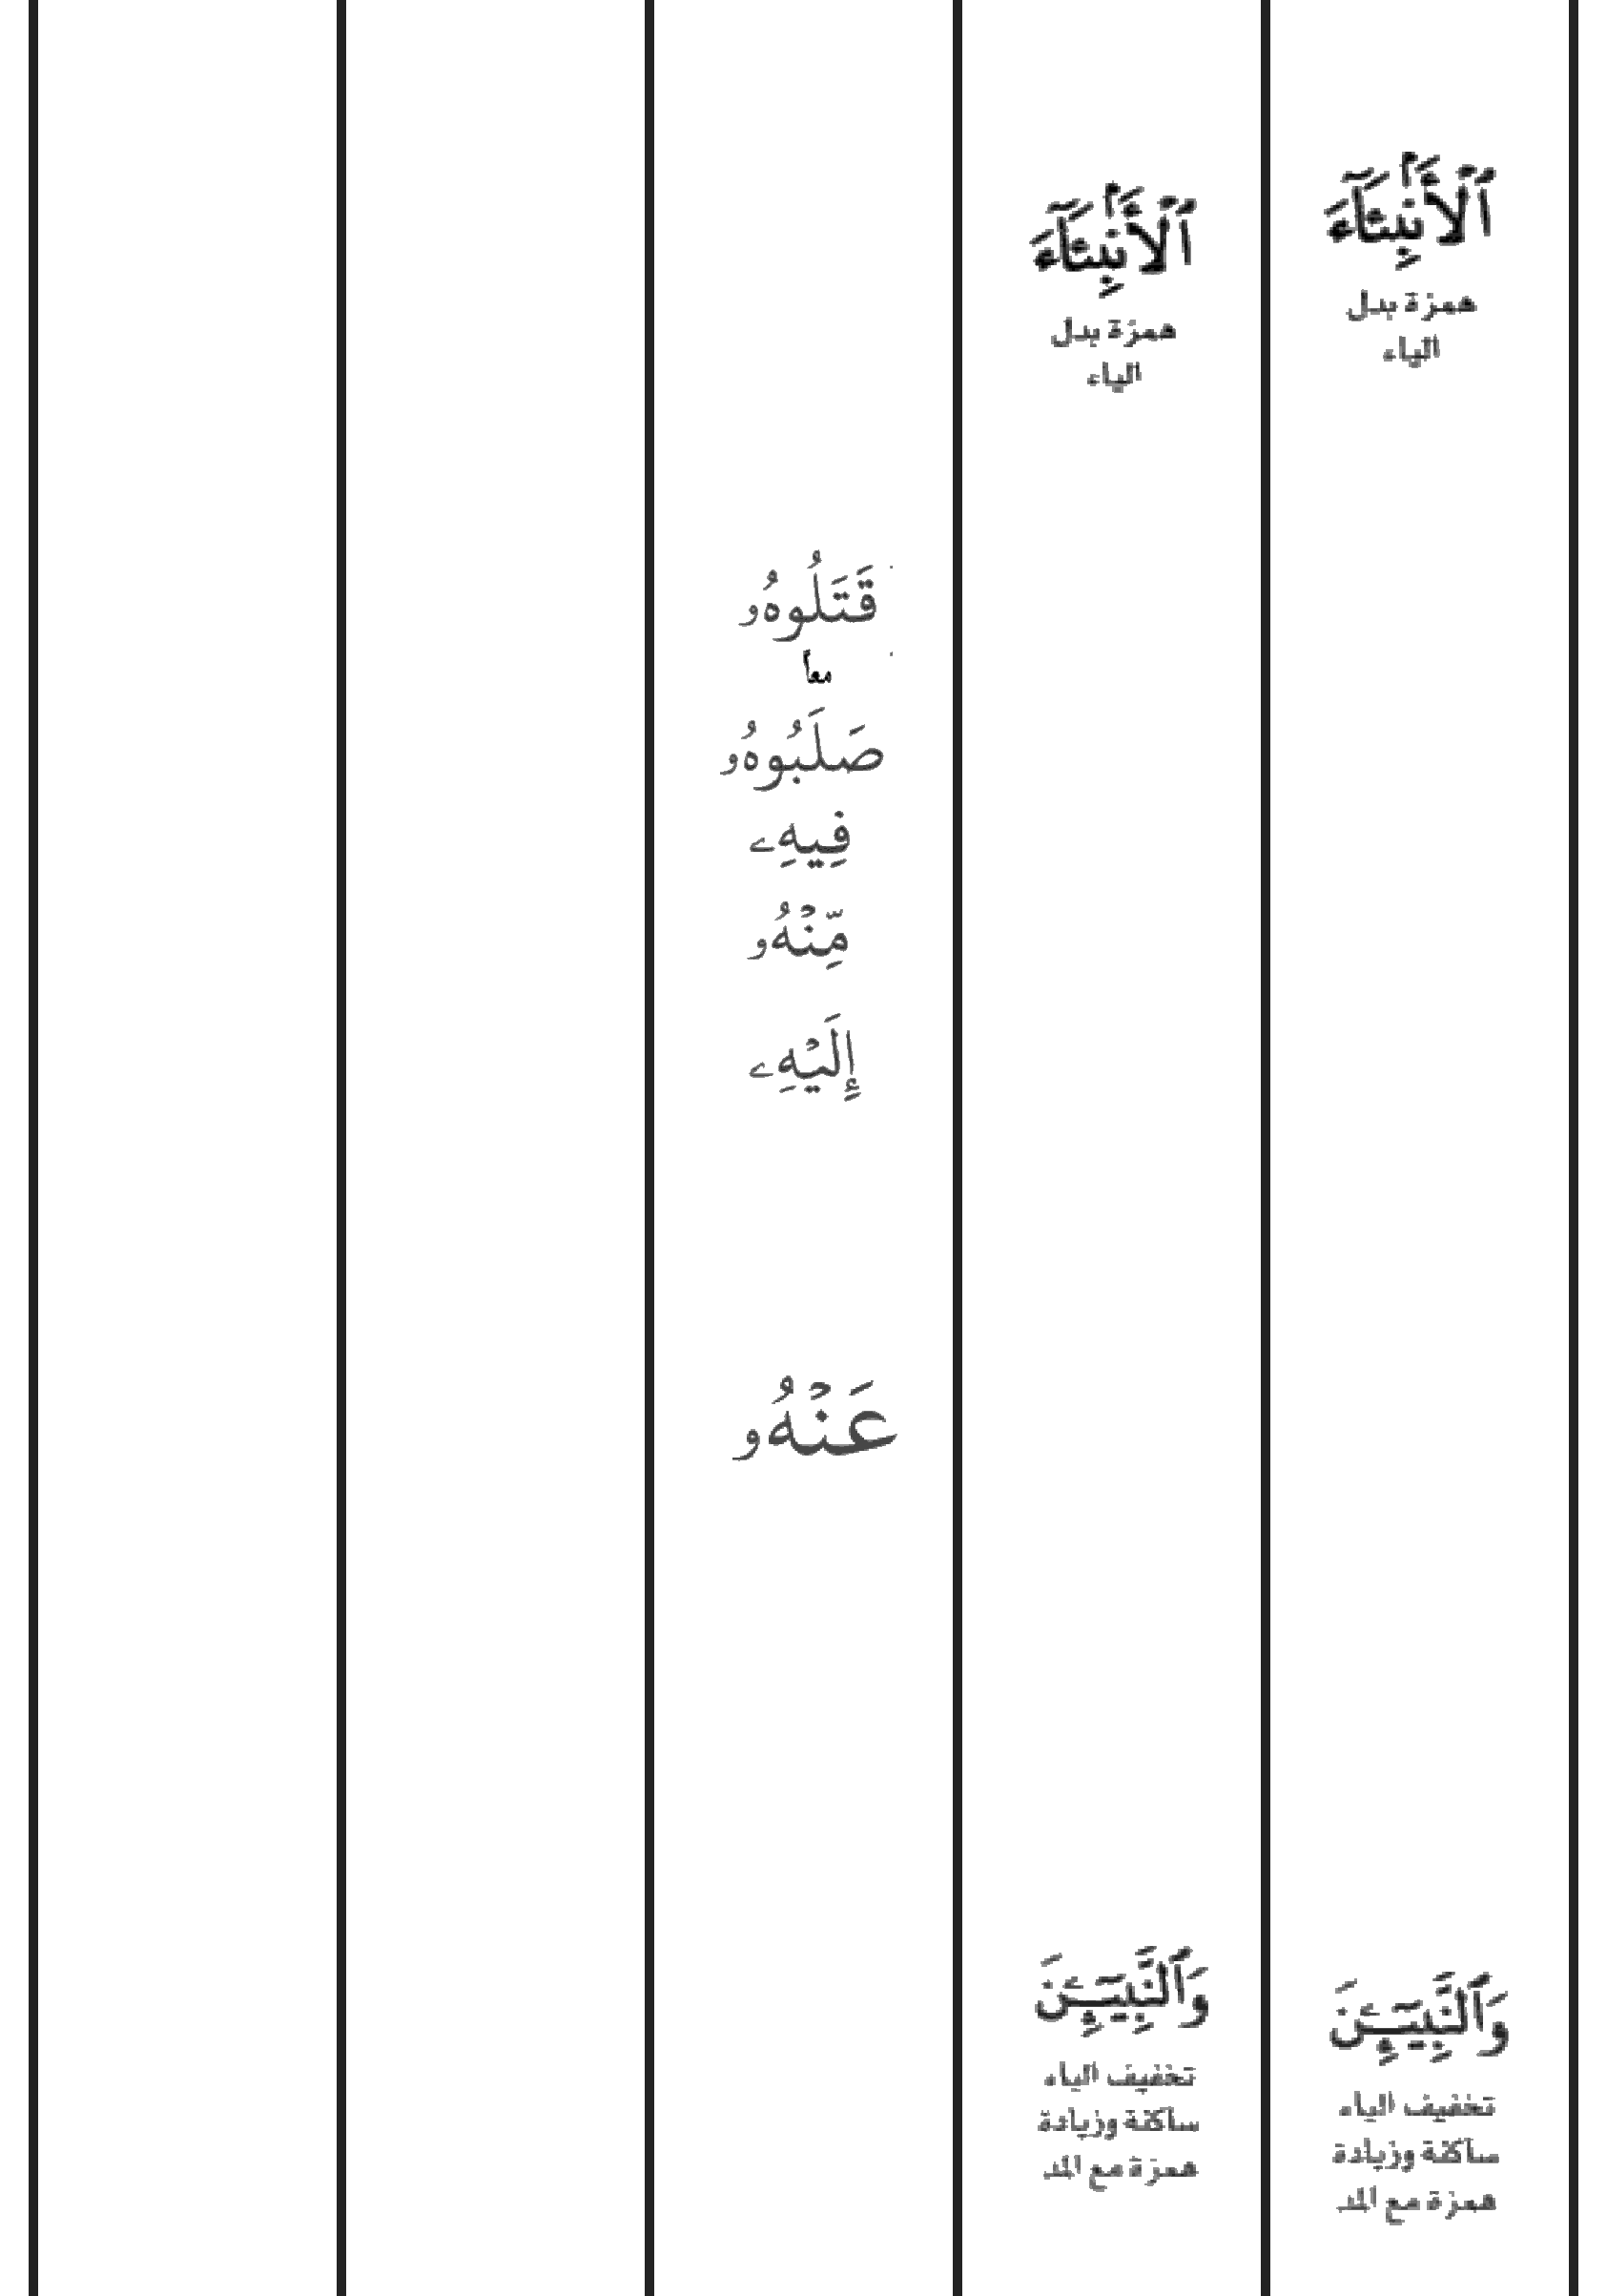 ٱلۡأَنۢبِـَٔآءَ
همزة بدل
الياء
وَٱلنَّبِيٓـِٔنَ
تخفيف الياء
ساكنة وزيادة
همزة مع المد
ٱلۡأَنۢبِـَٔآءَ
همزة بدل
الياء
وَٱلنَّبِيٓـِٔنَ
تخفيف الياء
ساكنة وزيادة
همزة مع المد
قَتَلُوهُۥ
معاً
صَلَبُوهُۥ
فِيهِۦ
مِّنۡهُۥ
إِلَيۡهِۦ
عَنۡهُۥ